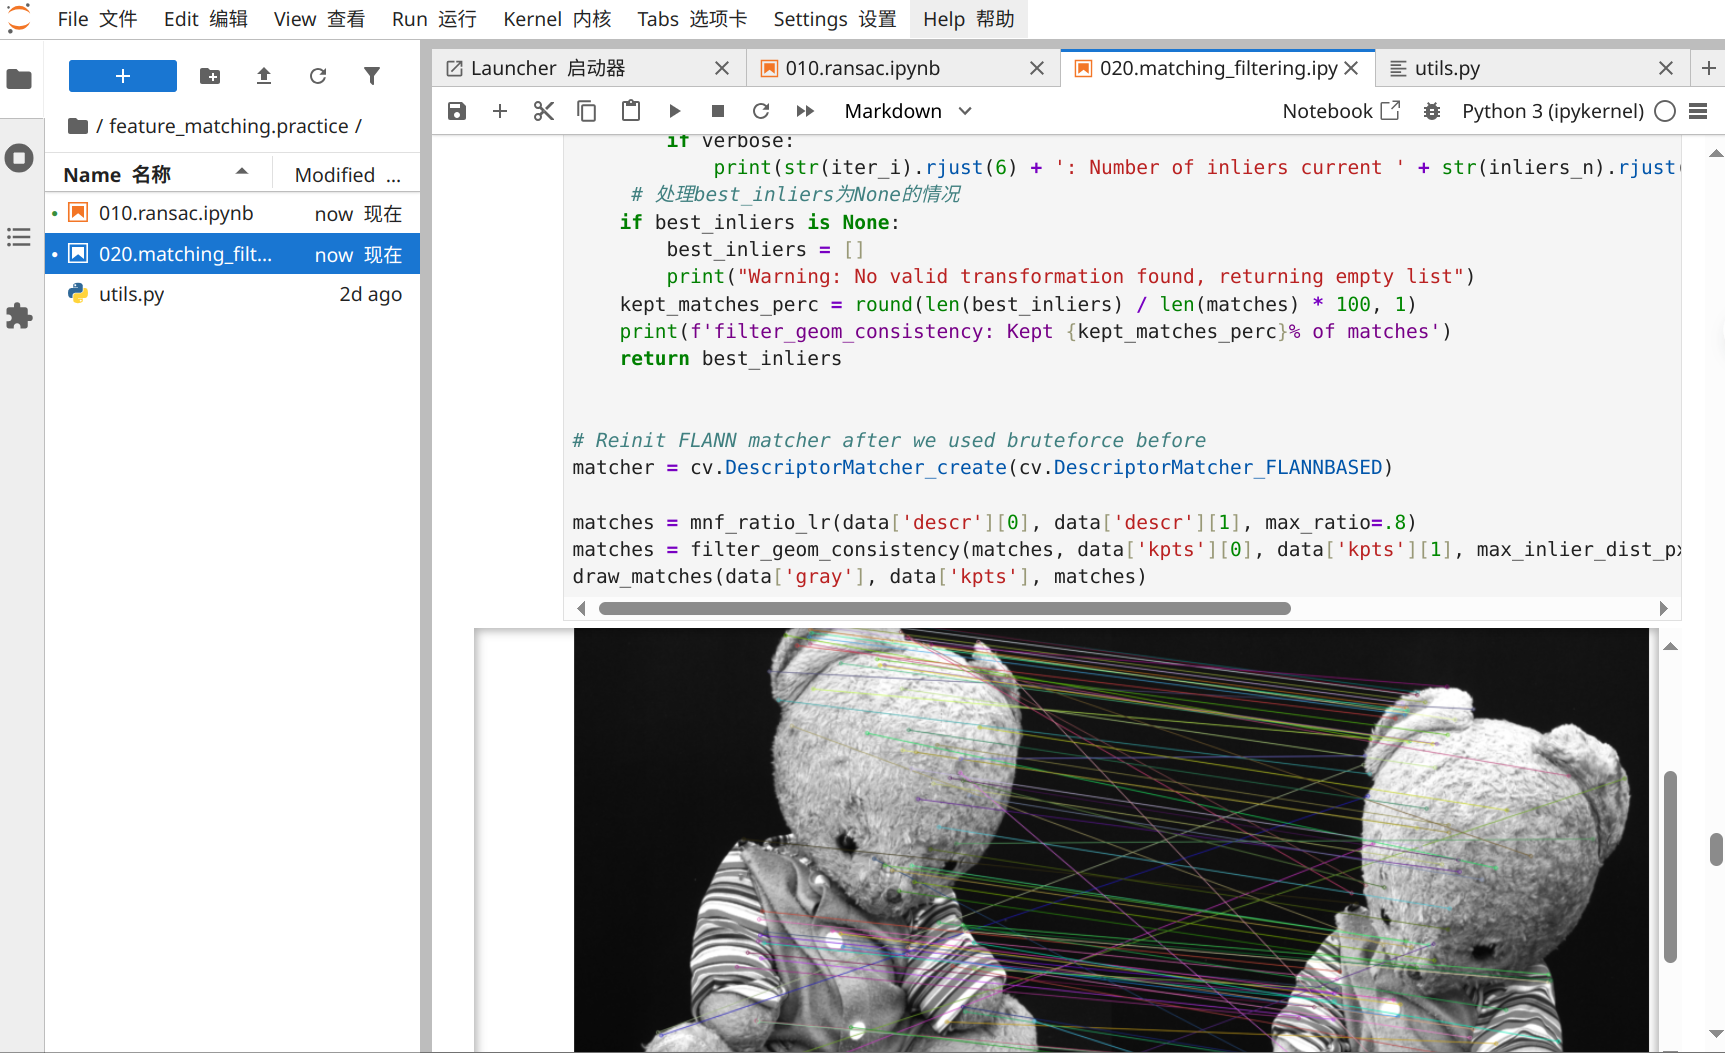 File 文件 Edit 编辑 View 查看 Run 运行 Kernel 内核 Tabs 选项卡 Settings 设置 Help 帮助
/ feature_matching.practice /
Name 名称 Modified ...
010.ransac.ipynb now 现在
020.matching_filt... now 现在
utils.py 2d ago
Launcher 启动器 010.ransac.ipynb 020.matching_filtering.ipy utils.py
Markdown Notebook Python 3 (ipykernel)
if verbose:
print(str(iter_i).rjust(6) + ': Number of inliers current ' + str(inliers_n).rjust(
# 处理best_inliers为None的情况
if best_inliers is None:
best_inliers = []
print("Warning: No valid transformation found, returning empty list")
kept_matches_perc = round(len(best_inliers) / len(matches) * 100, 1)
print(f'filter_geom_consistency: Kept {kept_matches_perc}% of matches')
return best_inliers
# Reinit FLANN matcher after we used bruteforce before
matcher = cv.DescriptorMatcher_create(cv.DescriptorMatcher_FLANNBASED)
matches = mnf_ratio_lr(data['descr'][0], data['descr'][1], max_ratio=.8)
matches = filter_geom_consistency(matches, data['kpts'][0], data['kpts'][1], max_inlier_dist_px
draw_matches(data['gray'], data['kpts'], matches)